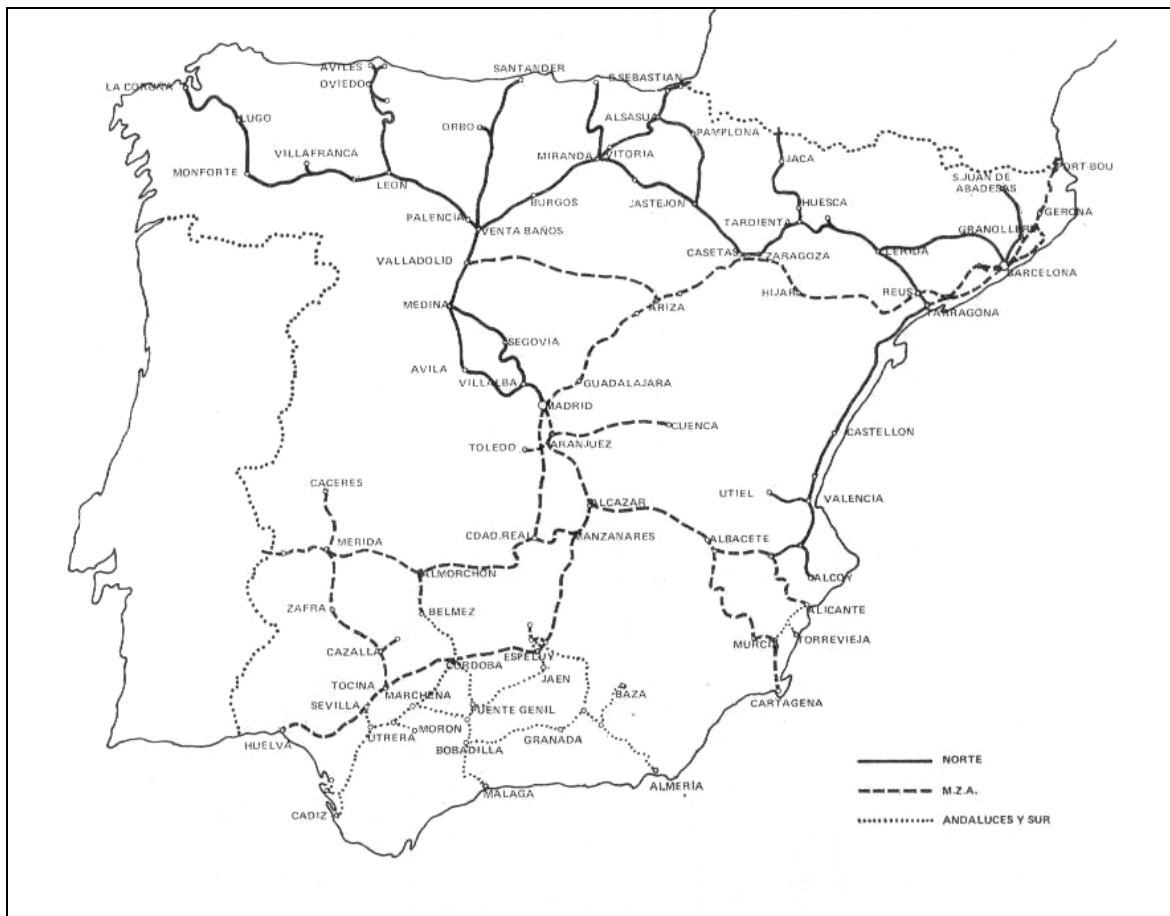 AVILES
OVIEDO
SANTANDER
S.SEBASTIAN
LA CORUÑA
LUGO
ORBO
ALSASUA
PAMPLONA
VILLAFRANCA
MIRANDA
VITORIA
JACA
PORT-BOU
MONFORTE
LEON
S.JUAN DE
ABADESAS
BURGOS
JASTEJON
HUESCA
GERONA
PALENCIA
TARDIENTA
VENTA BAÑOS
GRANOLLERS
CASETAS
ZARAGOZA
LERIDA
VALLADOLID
BARCELONA
HIJAR
REUS
MEDINA
ARIZA
TARRAGONA
SEGOVIA
AVILA
VILLALBA
GUADALAJARA
MADRID
CUENCA
CASTELLON
TOLEDO
ARANJUEZ
CACERES
ALCAZAR
UTIEL
VALENCIA
MERIDA
CDAD.REAL
MANZANARES
ALBACETE
ALMORCHON
ALCOY
ZAFRA
BELMEZ
ALICANTE
MURCIA
TORREVIEJA
CAZALLA
ESPELUY
CORDOBA
JAEN
TOCINA
MARCHENA
BAZA
CARTAGENA
SEVILLA
PUENTE GENIL
UTRERA
MORON
GRANADA
HUELVA
BOBADILLA
NORTE
ALMERÍA
MALAGA
M.Z.A.
CADIZ
ANDALUCES Y SUR